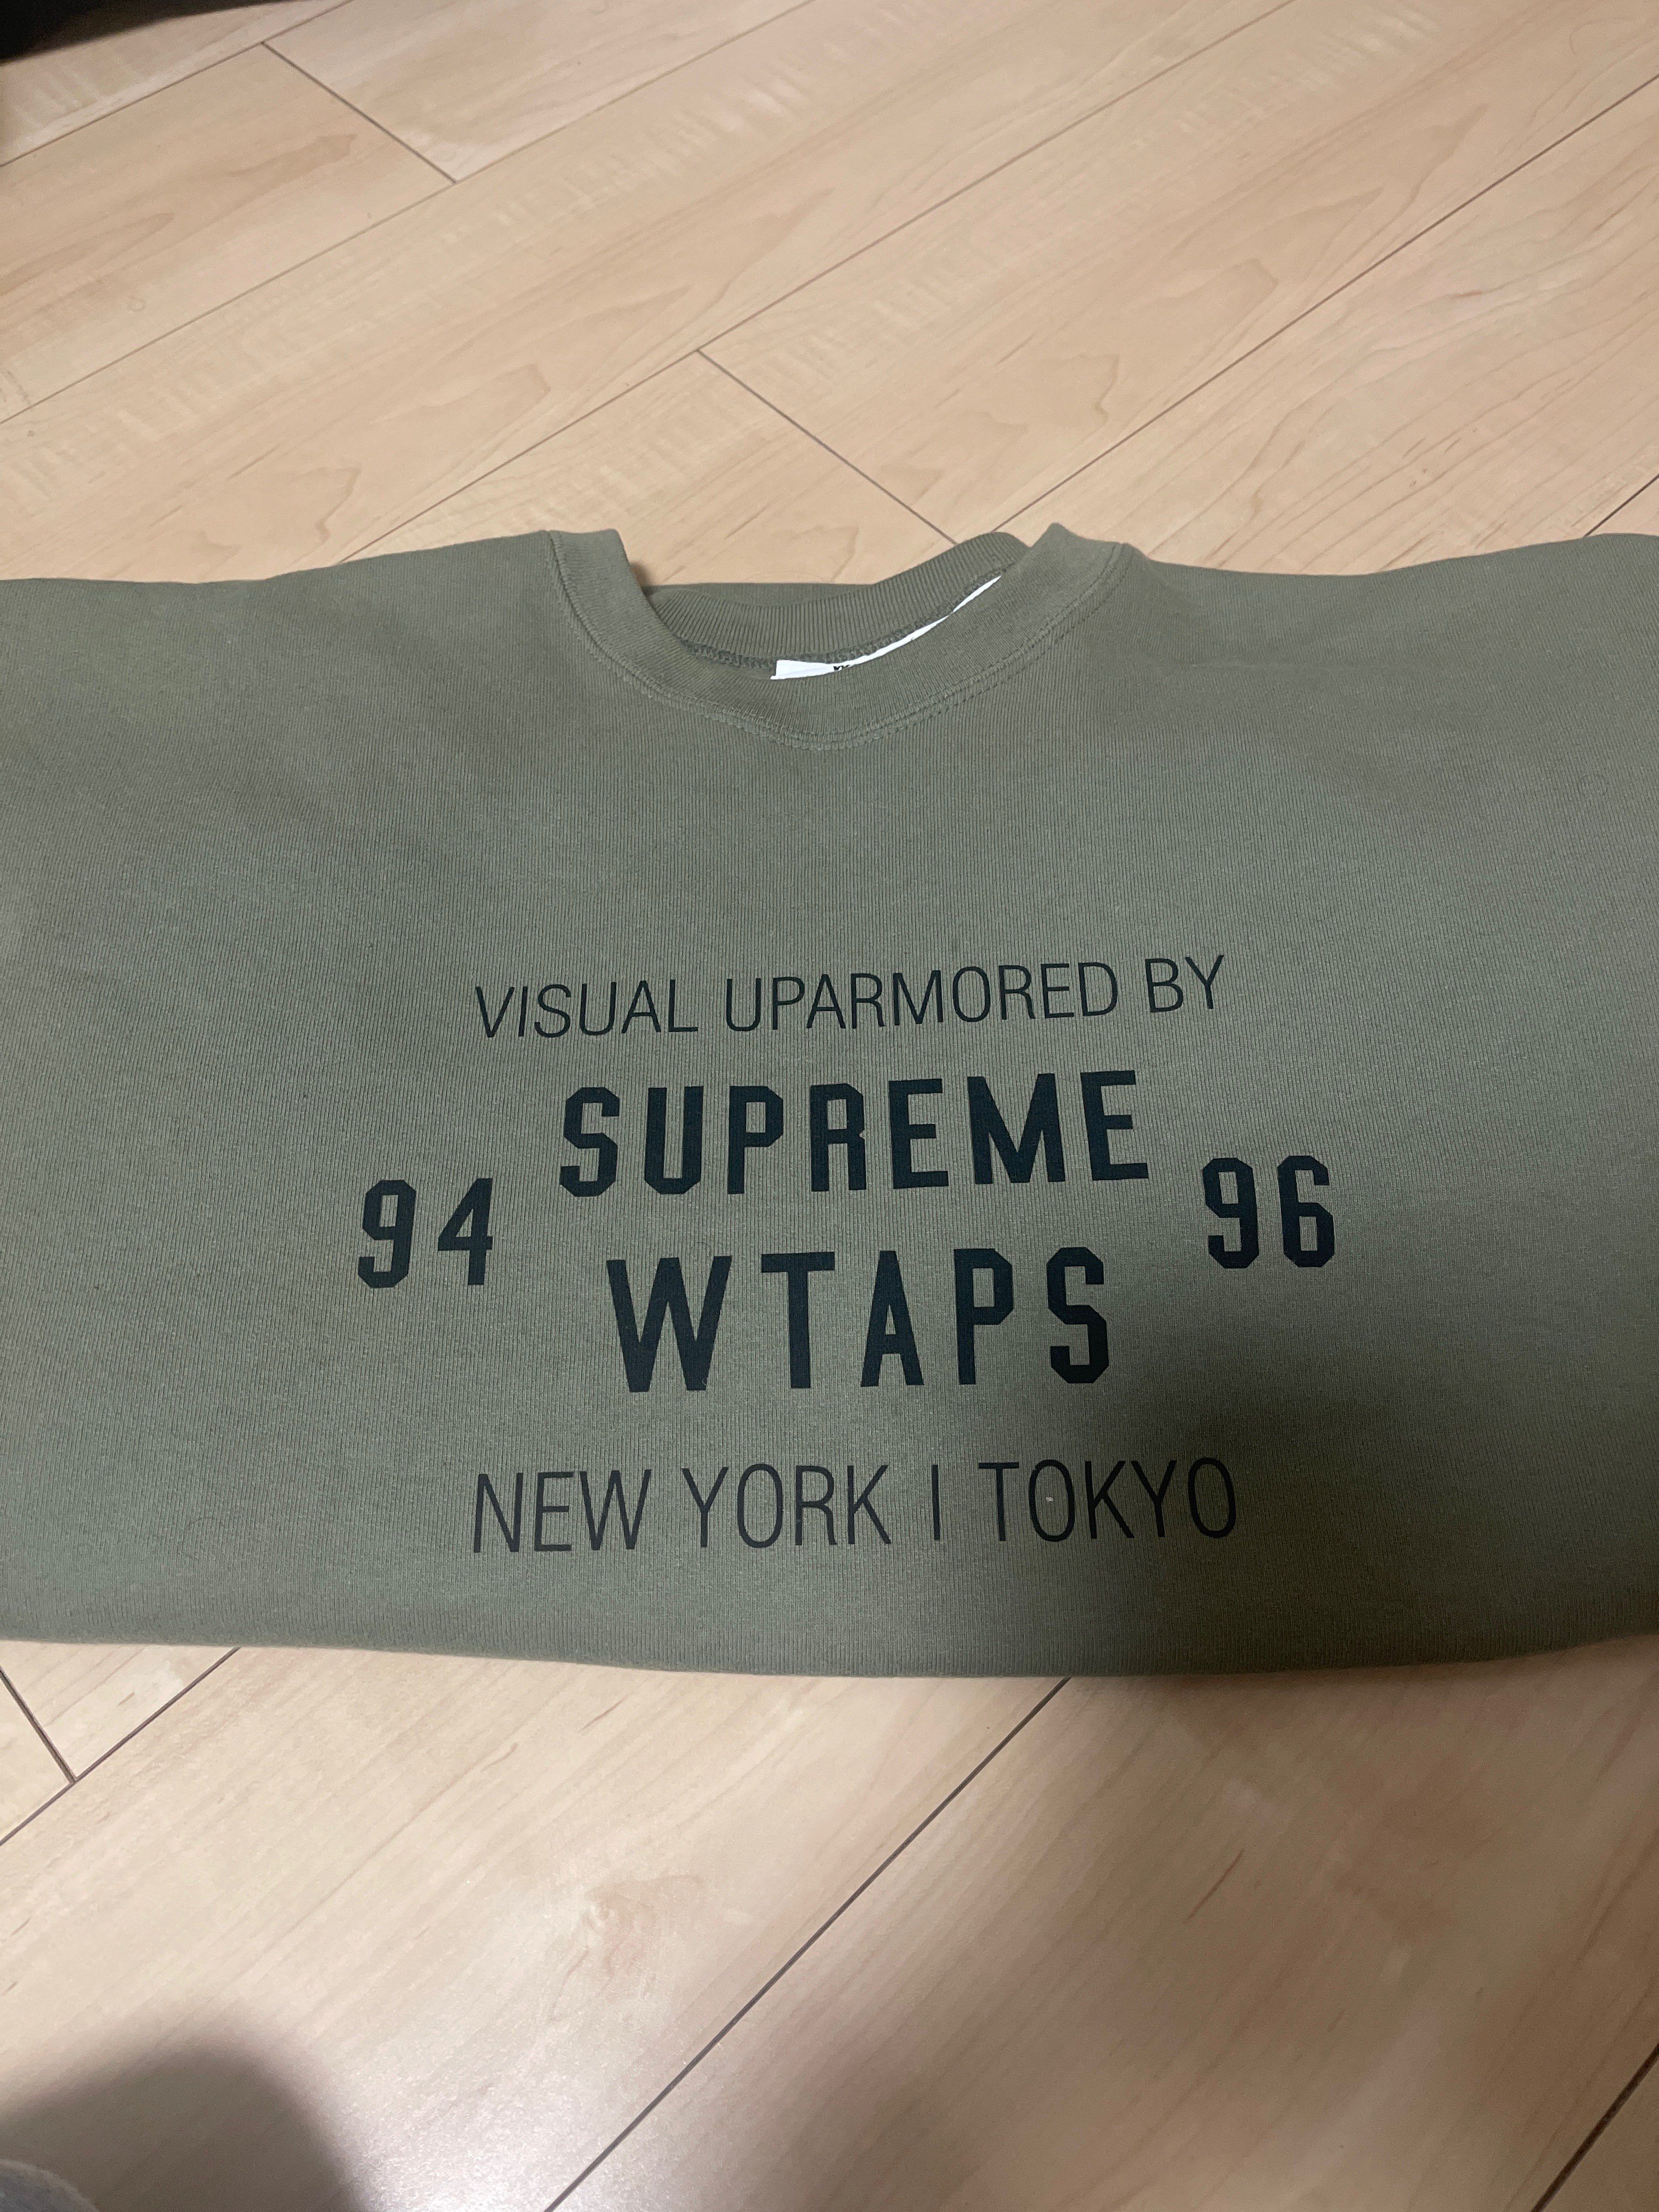 VISUAL UPARMORED BY
SUPREME
94 96
WTAPS
NEW YORK | TOKYO